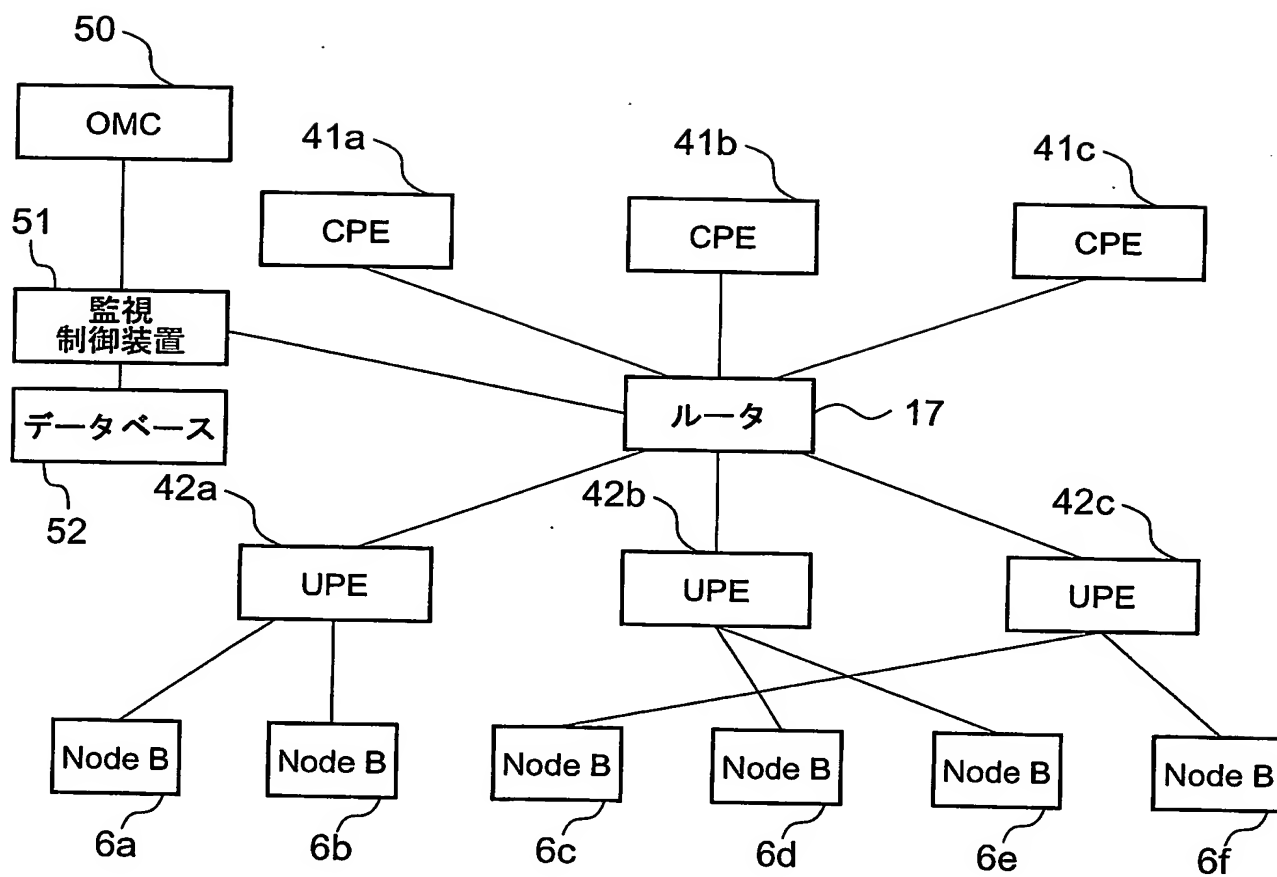 50
OMC
41a
41b
41c
CPE
CPE
CPE
51
監視
制御装置
ルータ
17
データベース
52
42a
42b
42c
UPE
UPE
UPE
Node B
Node B
Node B
Node B
Node B
Node B
6a
6b
6c
6d
6e
6f